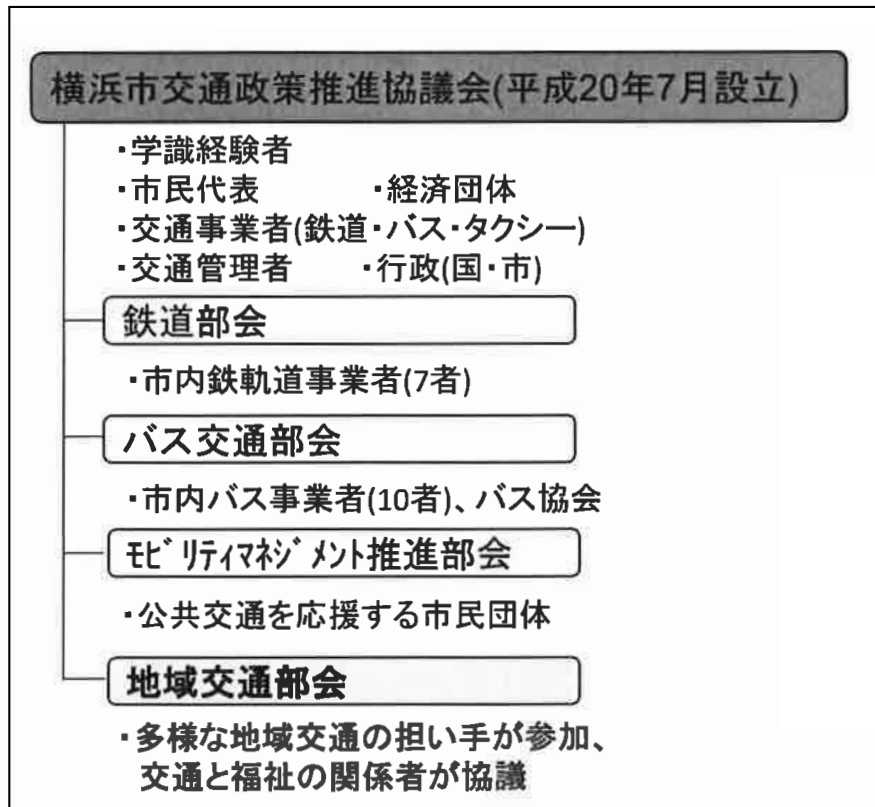 横浜市交通政策推進協議会(平成20年7月設立)
・学識経験者
・市民代表　・経済団体
・交通事業者(鉄道・バス・タクシー)
・交通管理者　・行政(国・市)
鉄道部会
・市内鉄軌道事業者(7者)
バス交通部会
・市内バス事業者(10者)、バス協会
ﾓﾋﾞﾘﾃｨﾏﾈｼﾞﾒﾝﾄ推進部会
・公共交通を応援する市民団体
地域交通部会
・多様な地域交通の担い手が参加、
交通と福祉の関係者が協議